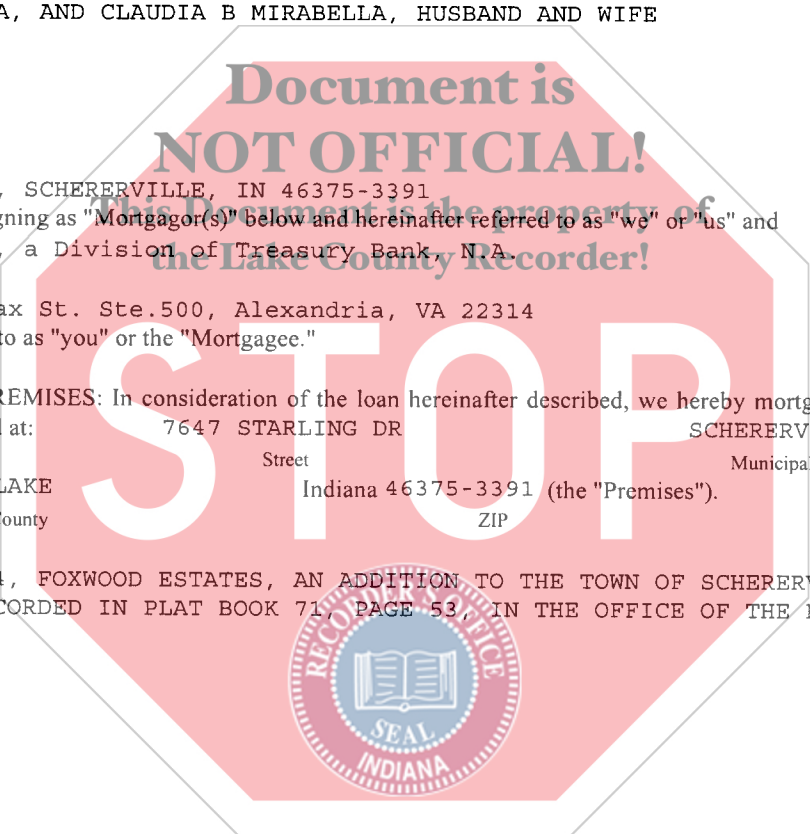 A, AND CLAUDIA B MIRABELLA, HUSBAND AND WIFE
Document is
NOT OFFICIAL!
, SCHERERVILLE, IN 46375-3391
This Document is the property of
gning as "Mortgagor(s)" below and hereinafter referred to as "we" or "us" and
, a Division of Treasury Bank, N.A.
the Lake County Recorder!
ax St. Ste.500, Alexandria, VA 22314
to as "you" or the "Mortgagee."
STOP
REMISES: In consideration of the loan hereinafter described, we hereby mortg
l at: 7647 STARLING DR SCHERERV
Street Municipal
LAKE Indiana 46375-3391 (the "Premises").
County ZIP
4, FOXWOOD ESTATES, AN ADDITION TO THE TOWN OF SCHERERV
CORDED IN PLAT BOOK 71, PAGE 53, IN THE OFFICE OF THE
RECORDER'S OFFICE
SEAL
INDIANA